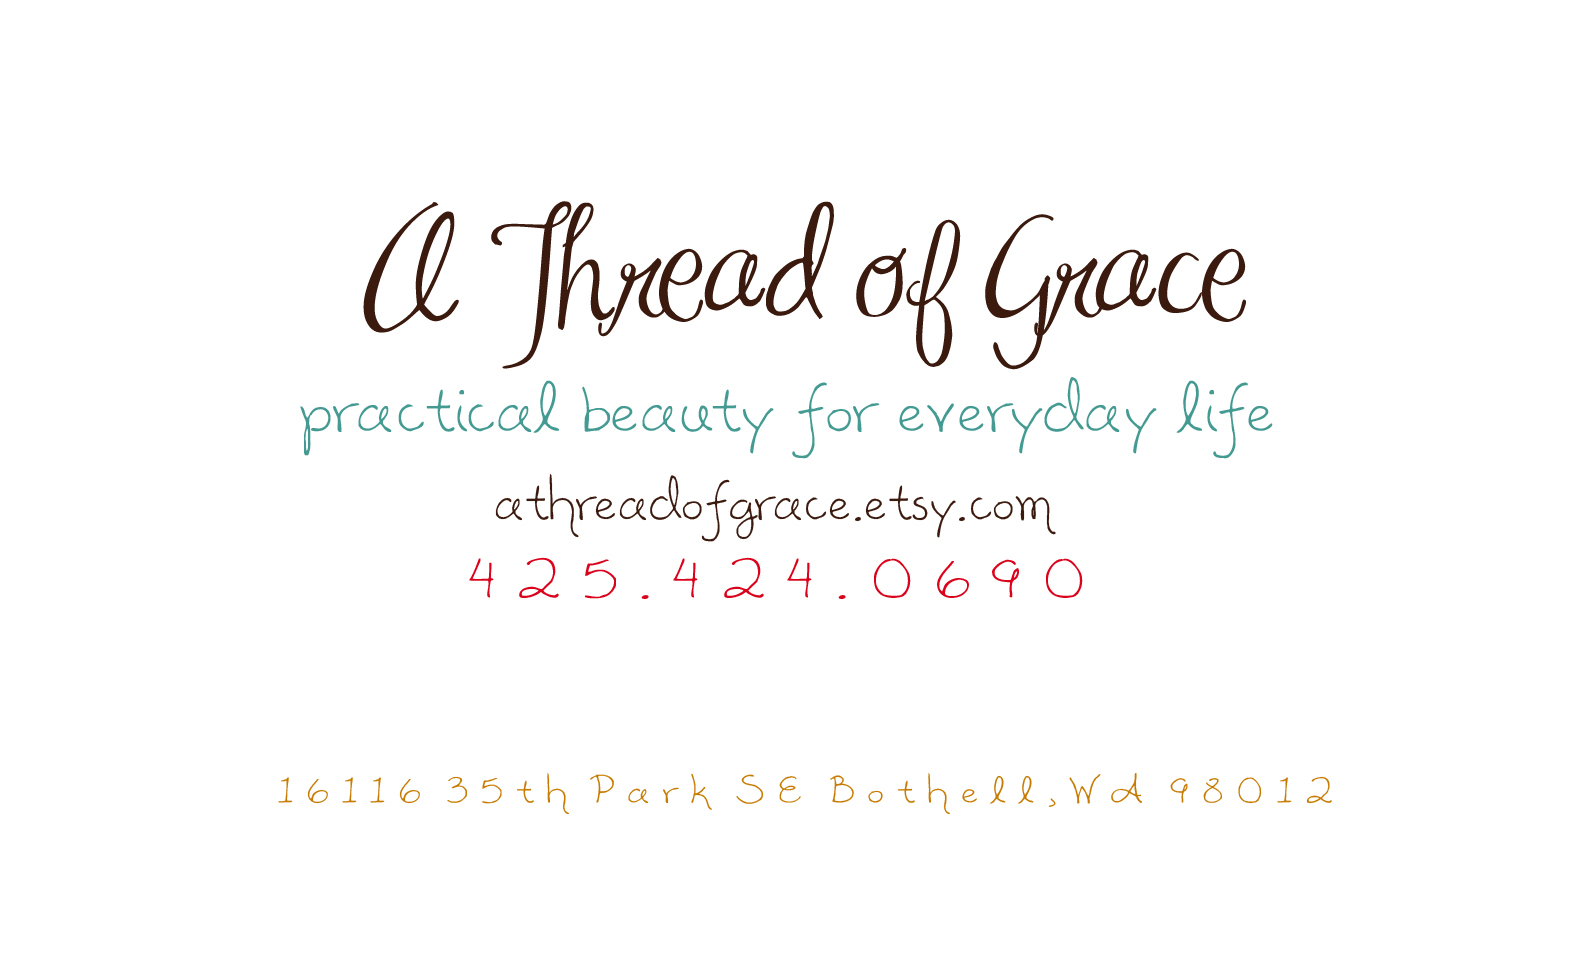 A Thread of Grace
practical beauty for everyday life
athreadofgrace.etsy.com
425.424.0690
16116 35th Park SE Bothell, WA 98012